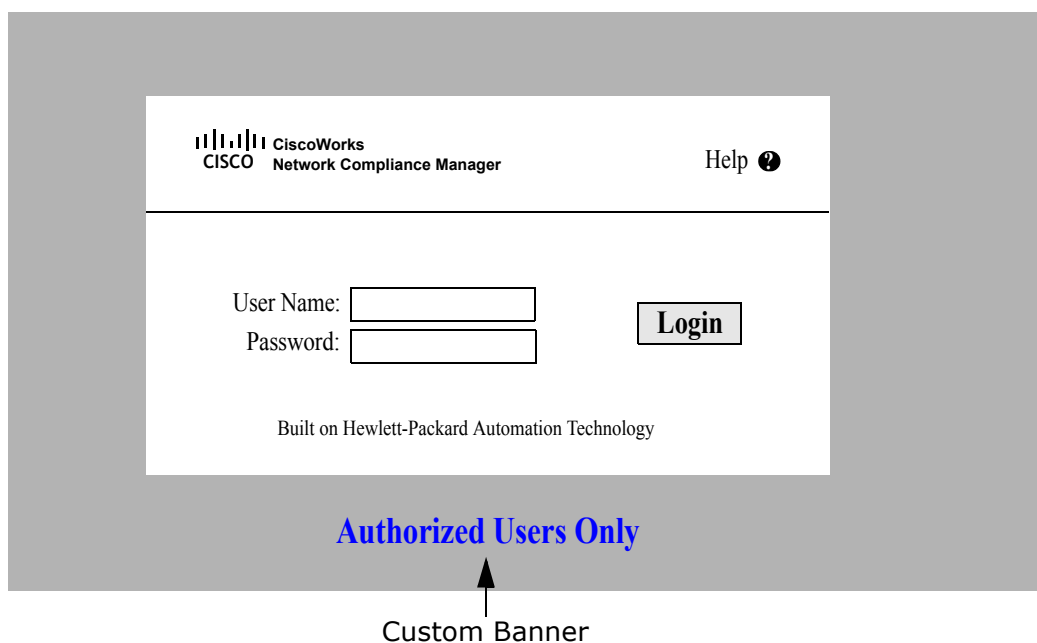 CISCO
CiscoWorks
Network Compliance Manager
Help ?
User Name:
Password:
Login
Built on Hewlett-Packard Automation Technology
Authorized Users Only
Custom Banner